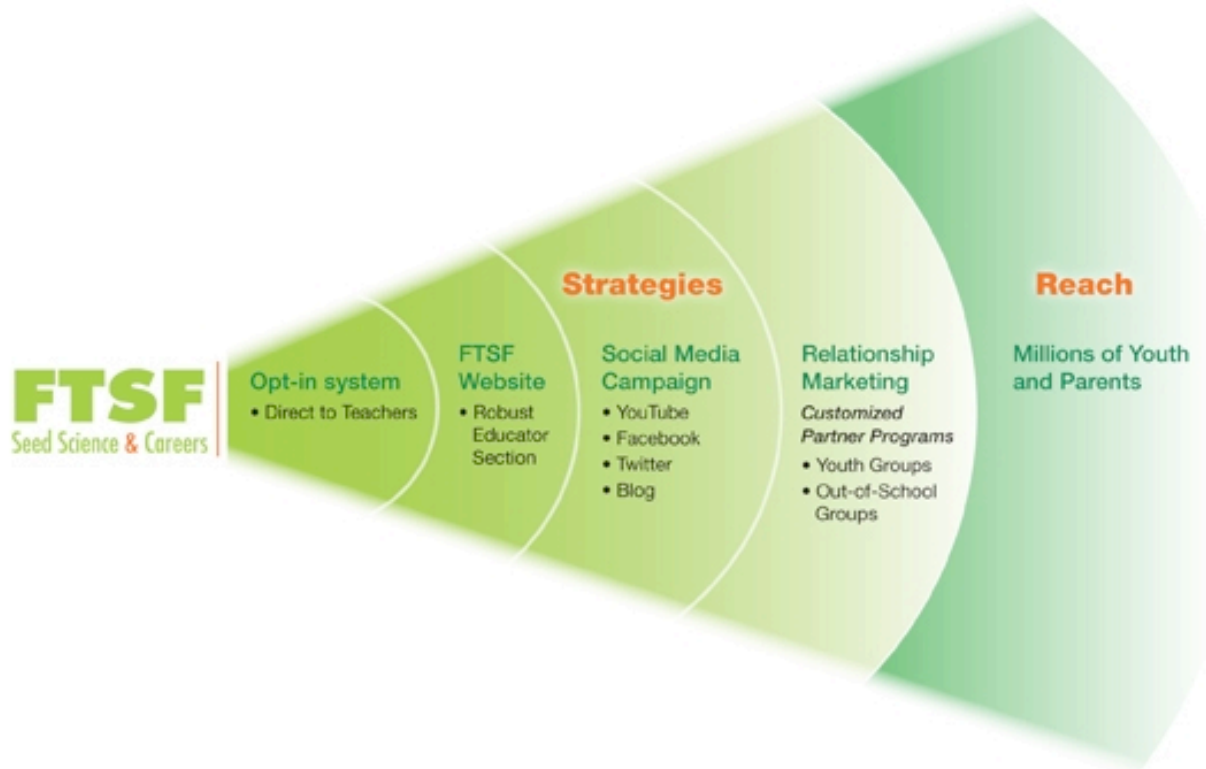 FTSF
Seed Science & Careers
Strategies
Opt-in system
• Direct to Teachers
FTSF
Website
• Robust
Educator
Section
Social Media
Campaign
• YouTube
• Facebook
• Twitter
• Blog
Relationship
Marketing
Customized
Partner Programs
• Youth Groups
• Out-of-School
Groups
Reach
Millions of Youth
and Parents